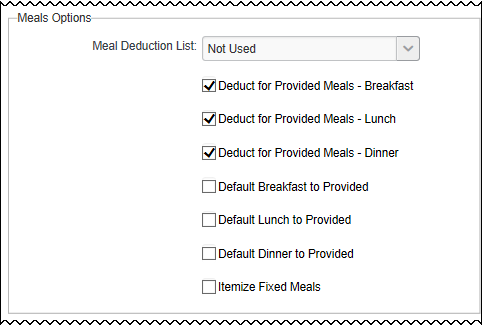 Meals Options
Meal Deduction List: Not Used
Deduct for Provided Meals - Breakfast
Deduct for Provided Meals - Lunch
Deduct for Provided Meals - Dinner
Default Breakfast to Provided
Default Lunch to Provided
Default Dinner to Provided
Itemize Fixed Meals